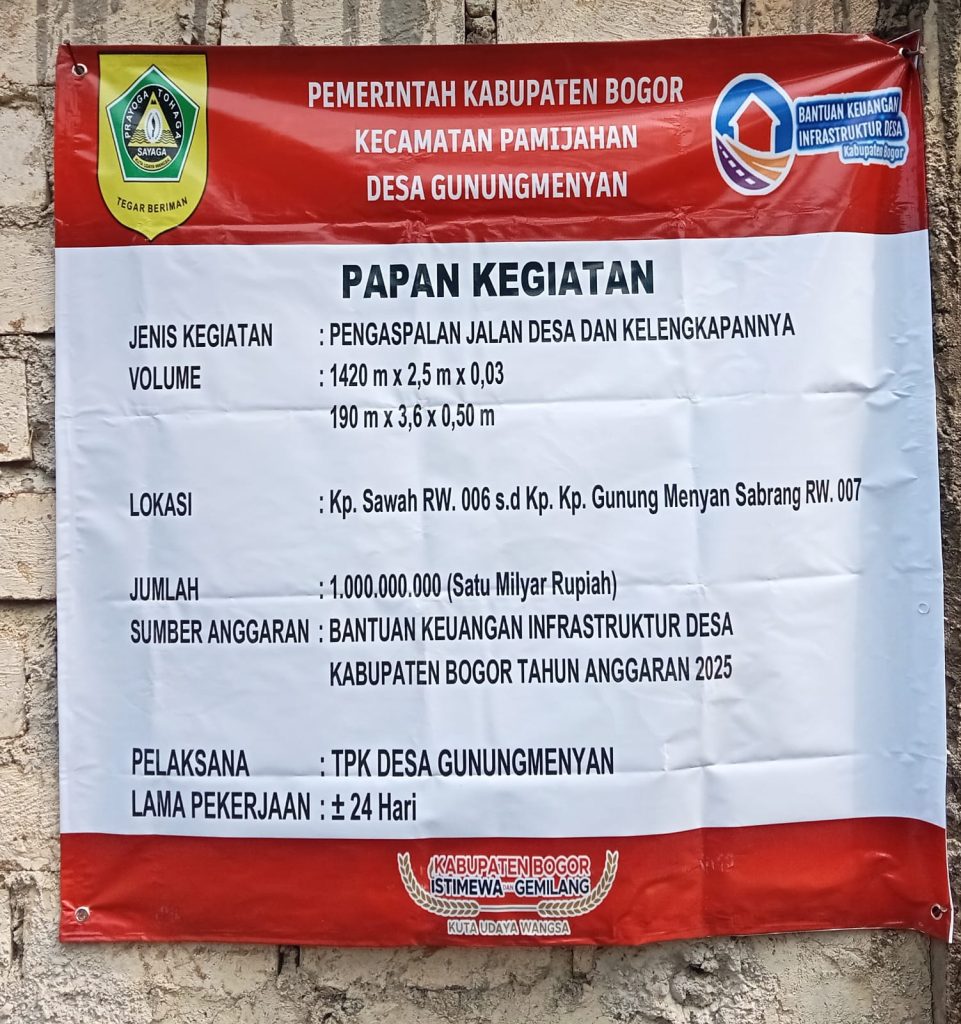 PRAYOGA TOHAGA
SAYAGA
KUTA UDAYA WANGSA
TEGAR BERIMAN
PEMERINTAH KABUPATEN BOGOR
KECAMATAN PAMIJAHAN
DESA GUNUNGMENYAN
BANTUAN KEUANGAN
INFRASTRUKTUR DESA
Kabupaten Bogor
PAPAN KEGIATAN
JENIS KEGIATAN : PENGASPALAN JALAN DESA DAN KELENGKAPANNYA
VOLUME : 1420 m x 2,5 m x 0,03
190 m x 3,6 x 0,50 m
LOKASI : Kp. Sawah RW. 006 s.d Kp. Kp. Gunung Menyan Sabrang RW. 007
JUMLAH : 1.000.000.000 (Satu Milyar Rupiah)
SUMBER ANGGARAN : BANTUAN KEUANGAN INFRASTRUKTUR DESA
KABUPATEN BOGOR TAHUN ANGGARAN 2025
PELAKSANA : TPK DESA GUNUNGMENYAN
LAMA PEKERJAAN : ± 24 Hari
KABUPATEN BOGOR
ISTIMEWA DAN GEMILANG
KUTA UDAYA WANGSA